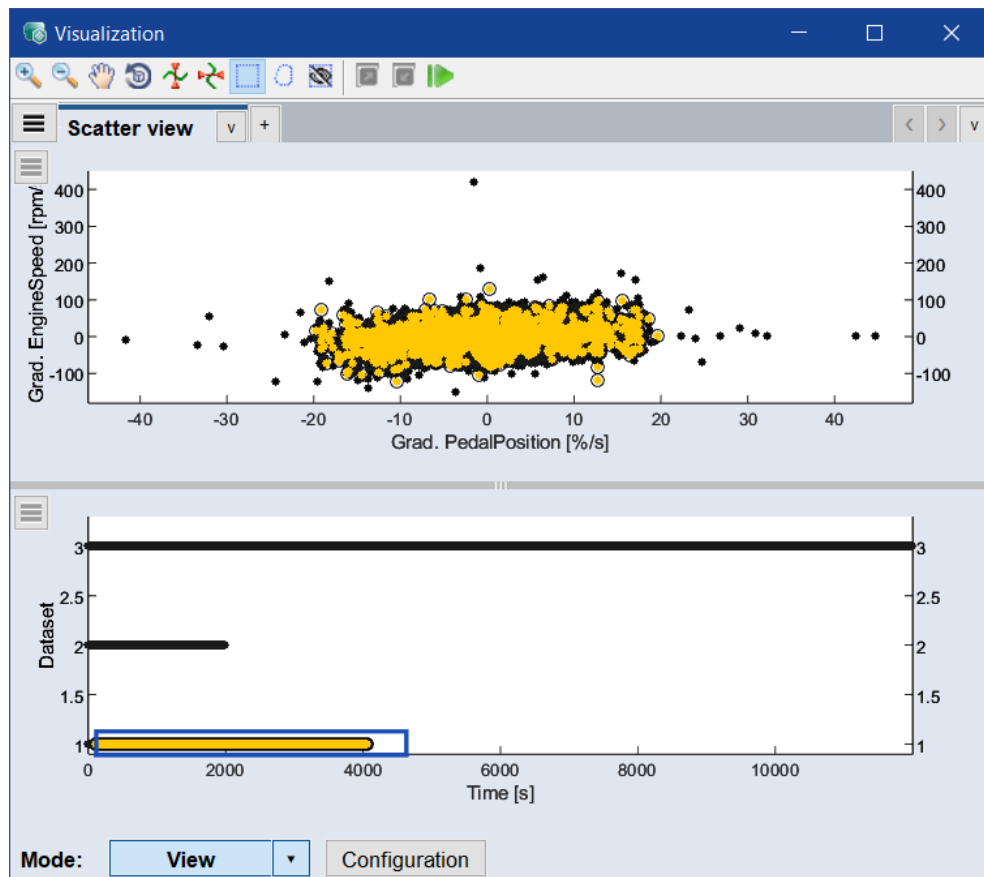 Visualization
Scatter view v +
< > v
Grad. EngineSpeed [rpm/
400 400
300 300
200 200
100 100
0 0
-100 -100
-40 -30 -20 -10 0 10 20 30 40
Grad. PedalPosition [%/s]
Dataset
3 3
2.5 2.5
2 2
1.5 1.5
1 1
0 2000 4000 6000 8000 10000
Time [s]
Mode: View Configuration